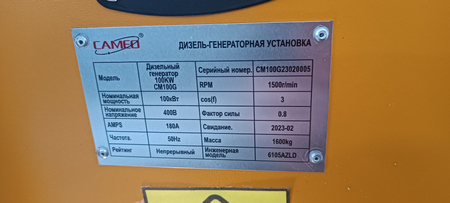 CAMEO
ДИЗЕЛЬ-ГЕНЕРАТОРНАЯ УСТАНОВКА
Модель Дизельный генератор 100KW CM100G Серийный номер. CM100G23020005
RPM 1500r/min
Номинальная мощность 100кВт cos(f) 3
Номинальное напряжение 400В Фактор силы 0.8
AMPS 180A Свидание. 2023-02
Частота. 50Hz Масса 1600kg
Рейтинг Непрерывный Инженерная модель 6105AZLD